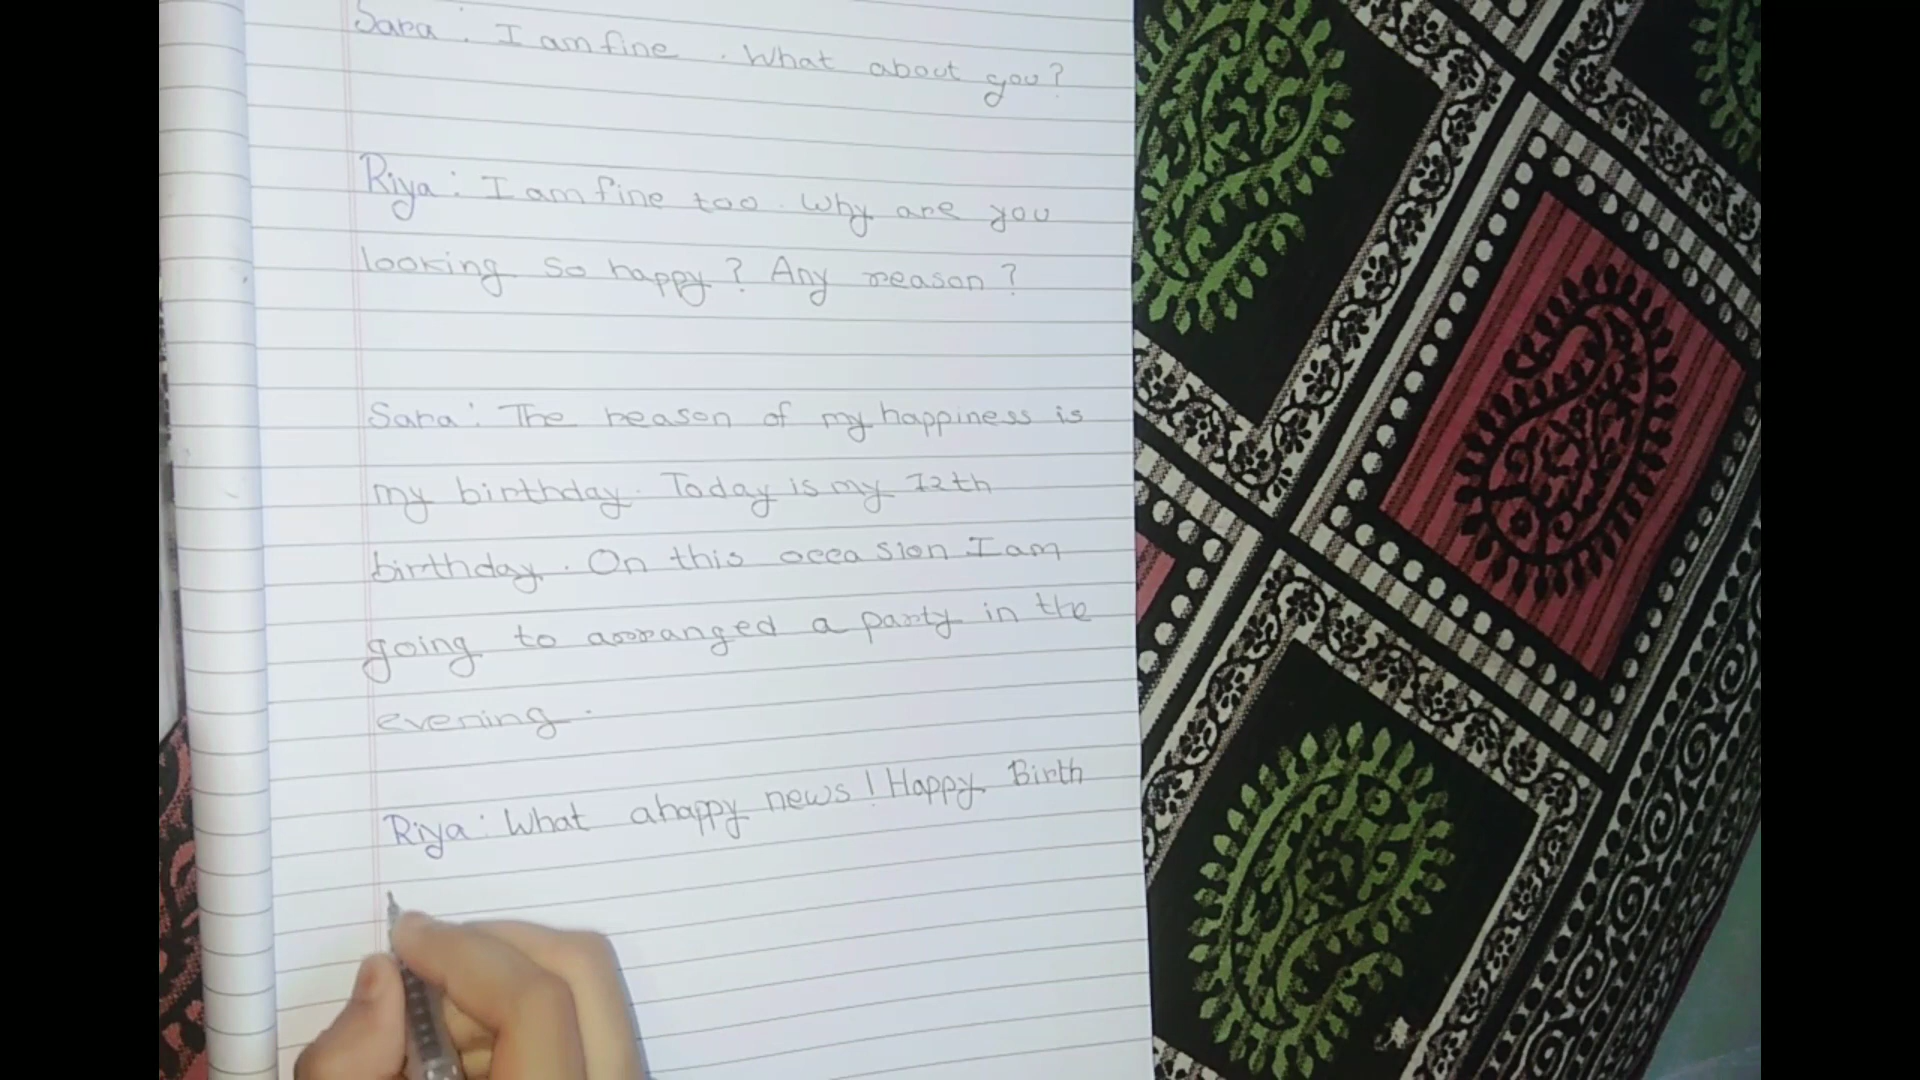 Sara: I am fine. What about you?
Riya: I am fine too. Why are you
looking so happy? Any reason?
Sara: The reason of my happiness is
my birthday. Today is my 12th
birthday. On this occasion I am
going to arranged a party in the
evening.
Riya: What a happy news! Happy Birth